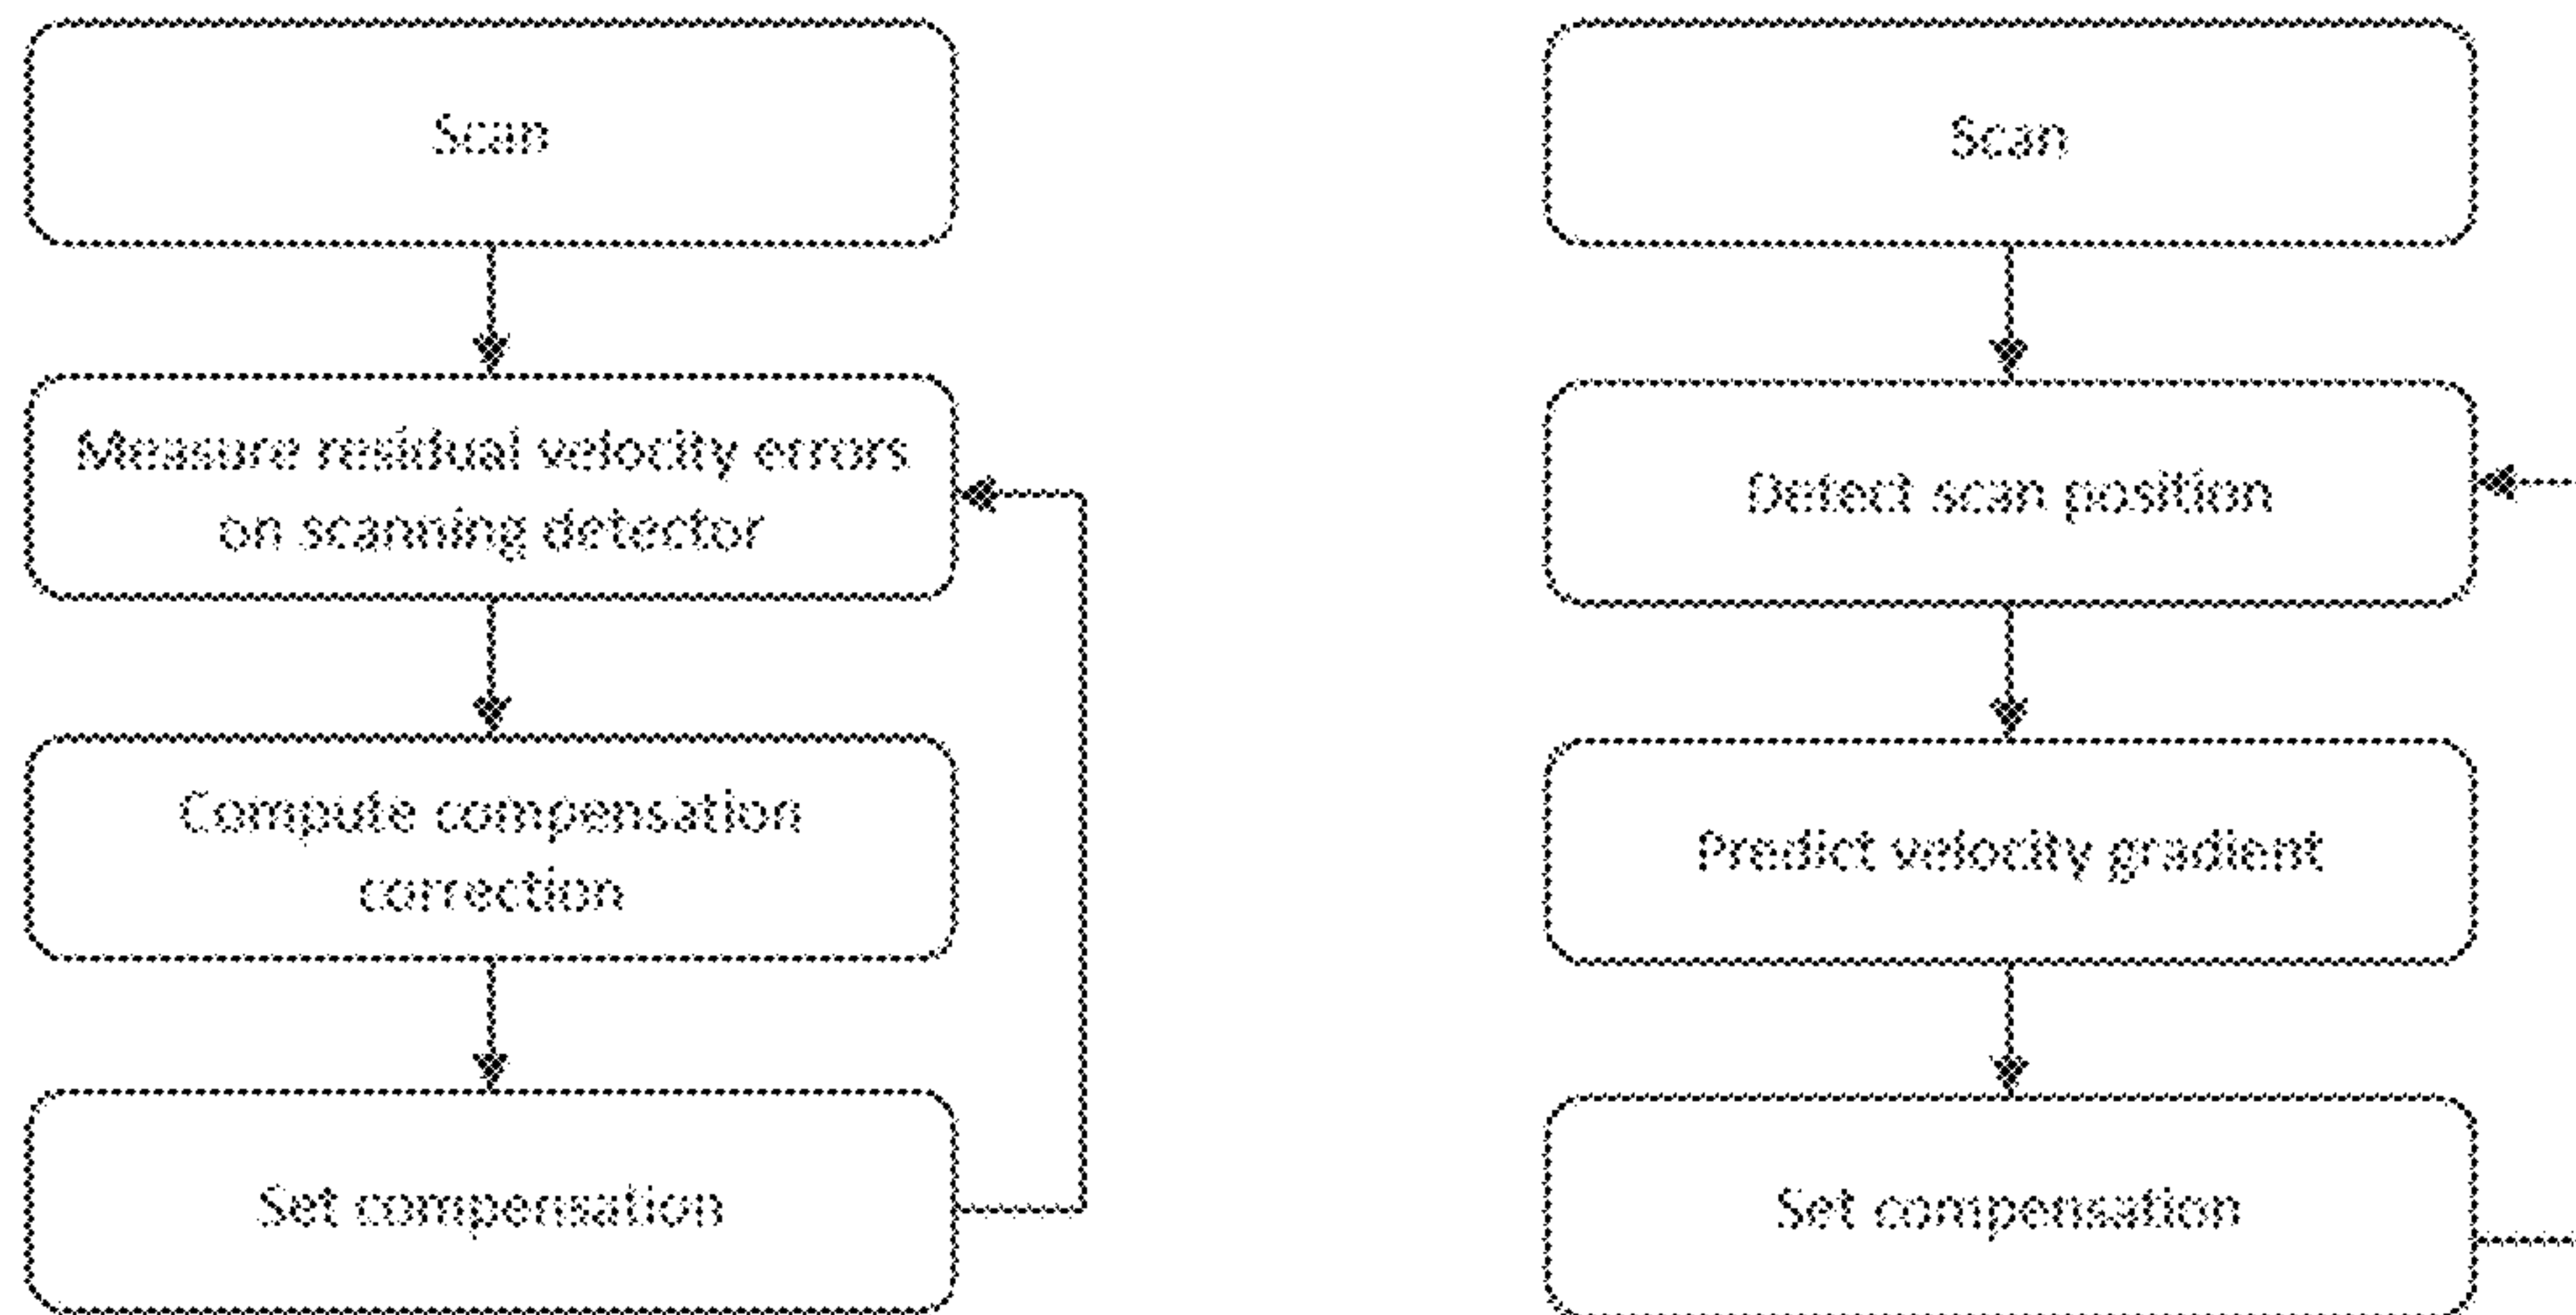 Scan
Measure residual velocity errors
on scanning detector
Compute compensation
correction
Set compensation
Scan
Detect scan position
Predict velocity gradient
Set compensation